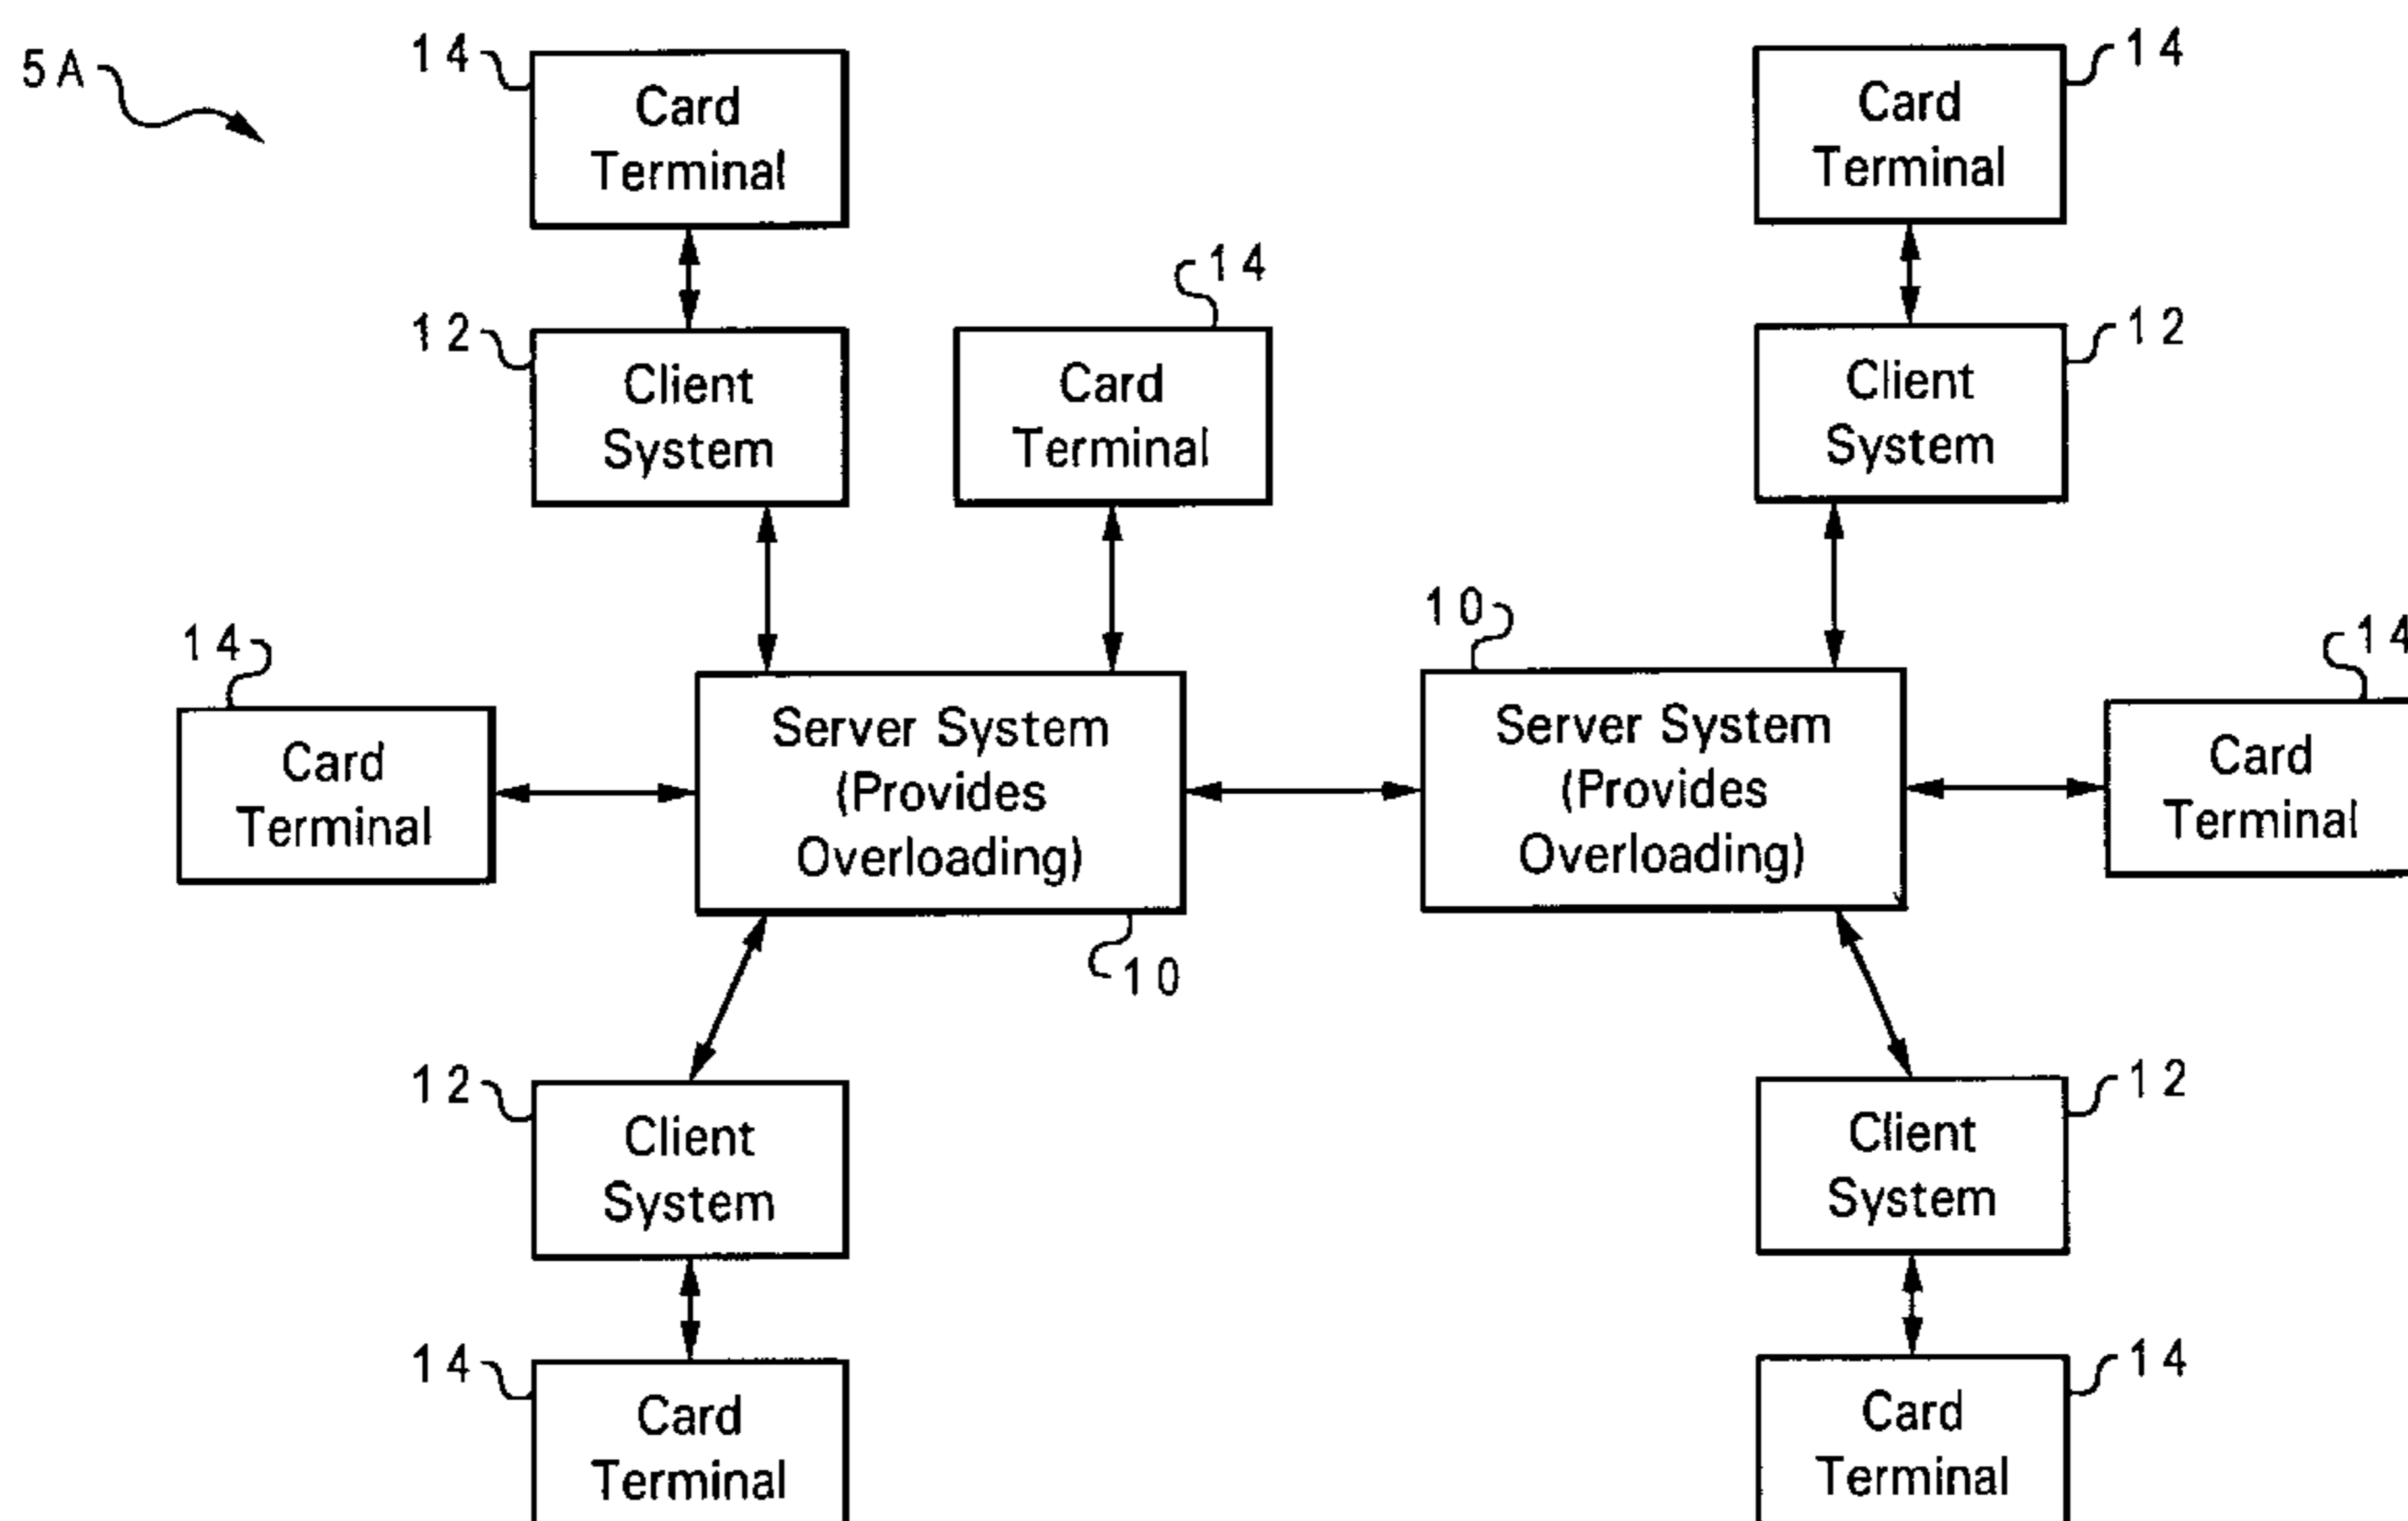 5A
14
Card
Terminal
14
Card
Terminal
12
Client
System
14
Card
Terminal
12
Client
System
14
Card
Terminal
10
Server System
(Provides
Overloading)
10
Server System
(Provides
Overloading)
14
Card
Terminal
12
Client
System
12
Client
System
14
Card
Terminal
14
Card
Terminal